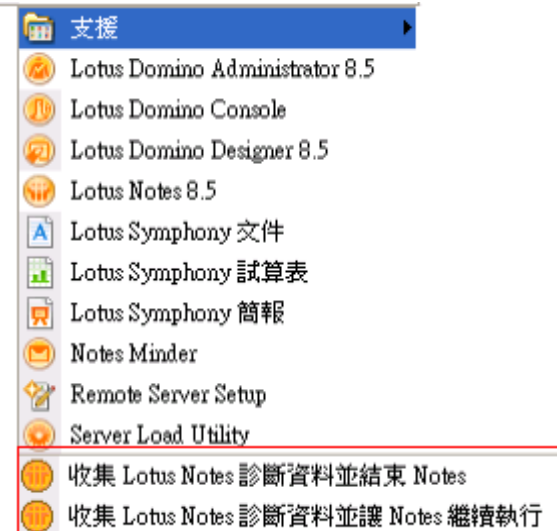 支援
Lotus Domino Administrator 8.5
Lotus Domino Console
Lotus Domino Designer 8.5
Lotus Notes 8.5
Lotus Symphony 文件
Lotus Symphony 試算表
Lotus Symphony 簡報
Notes Minder
Remote Server Setup
Server Load Utility
收集 Lotus Notes 診斷資料並結束 Notes
收集 Lotus Notes 診斷資料並讓 Notes 繼續執行